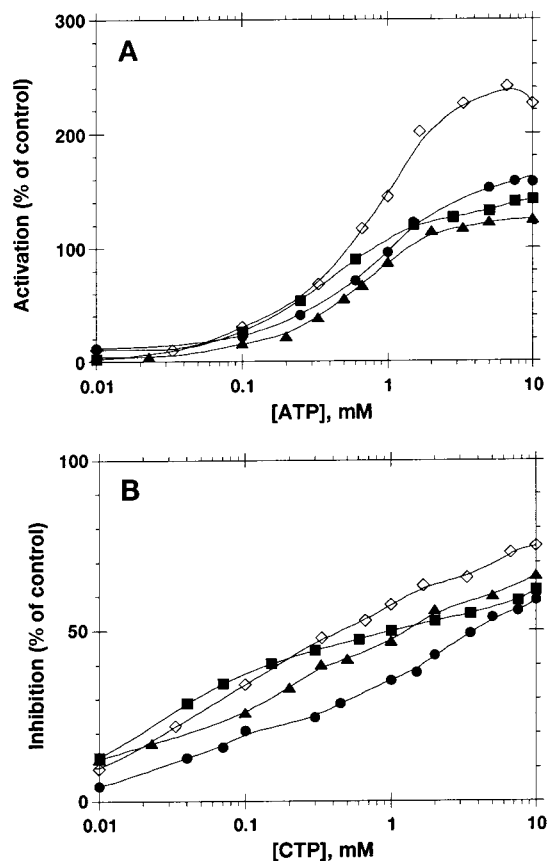 300
A
200
Activation (% of control)
100
0
0.01 0.1 1 10
[ATP], mM
100
B
Inhibition (% of control)
50
0
0.01 0.1 1 10
[CTP], mM